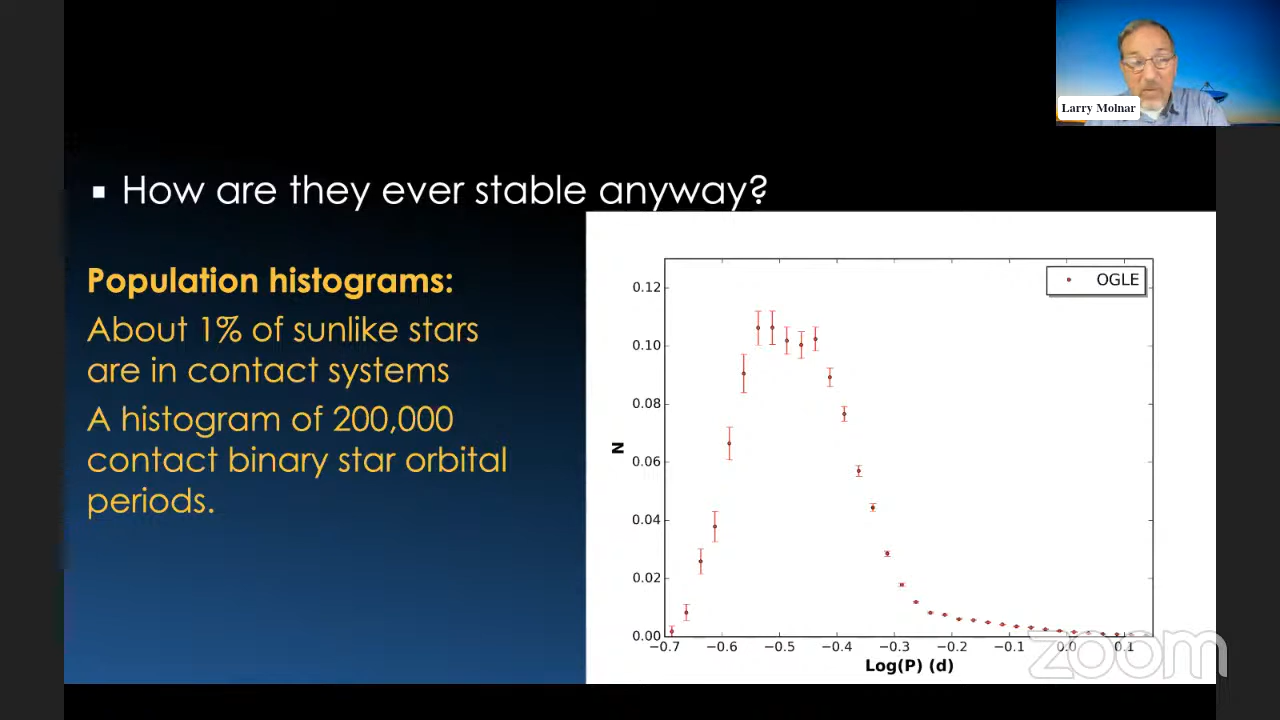 Larry Molnar
▪ How are they ever stable anyway?
Population histograms:
About 1% of sunlike stars
are in contact systems
A histogram of 200,000
contact binary star orbital
periods.
OGLE
0.12
0.10
0.08
N
0.06
0.04
0.02
0.00
−0.7 −0.6 −0.5 −0.4 −0.3 −0.2 −0.1 0.0 0.1
Log(P) (d)
zoom